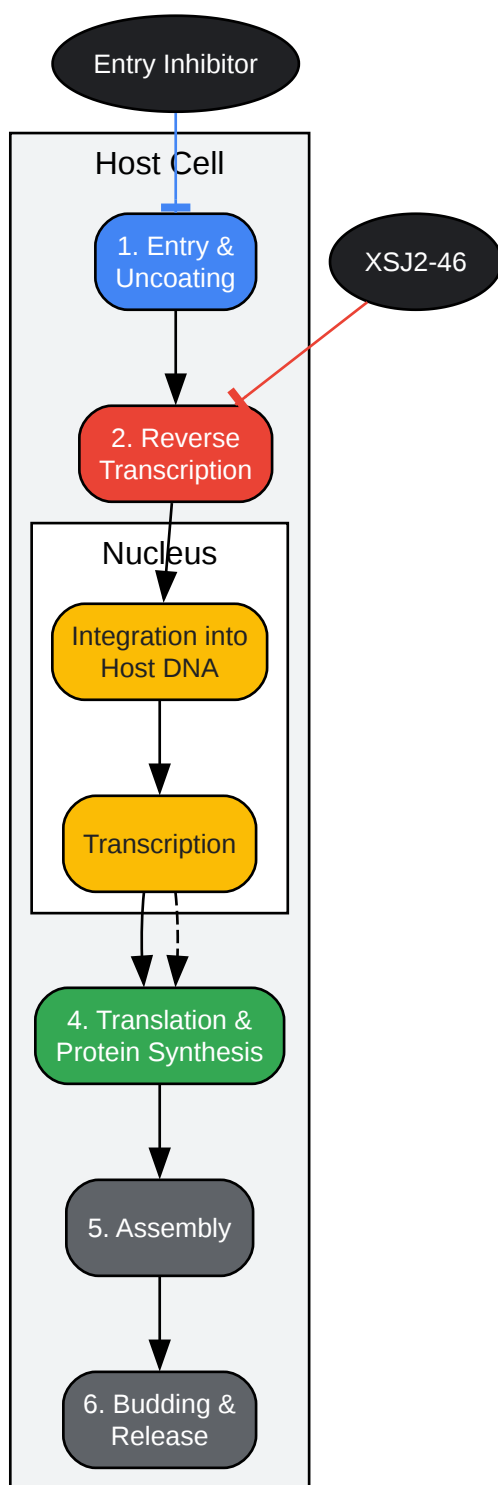 Entry Inhibitor
Host Cell
1. Entry &
Uncoating
XSJ2-46
2. Reverse
Transcription
Nucleus
Integration into
Host DNA
Transcription
4. Translation &
Protein Synthesis
5. Assembly
6. Budding &
Release